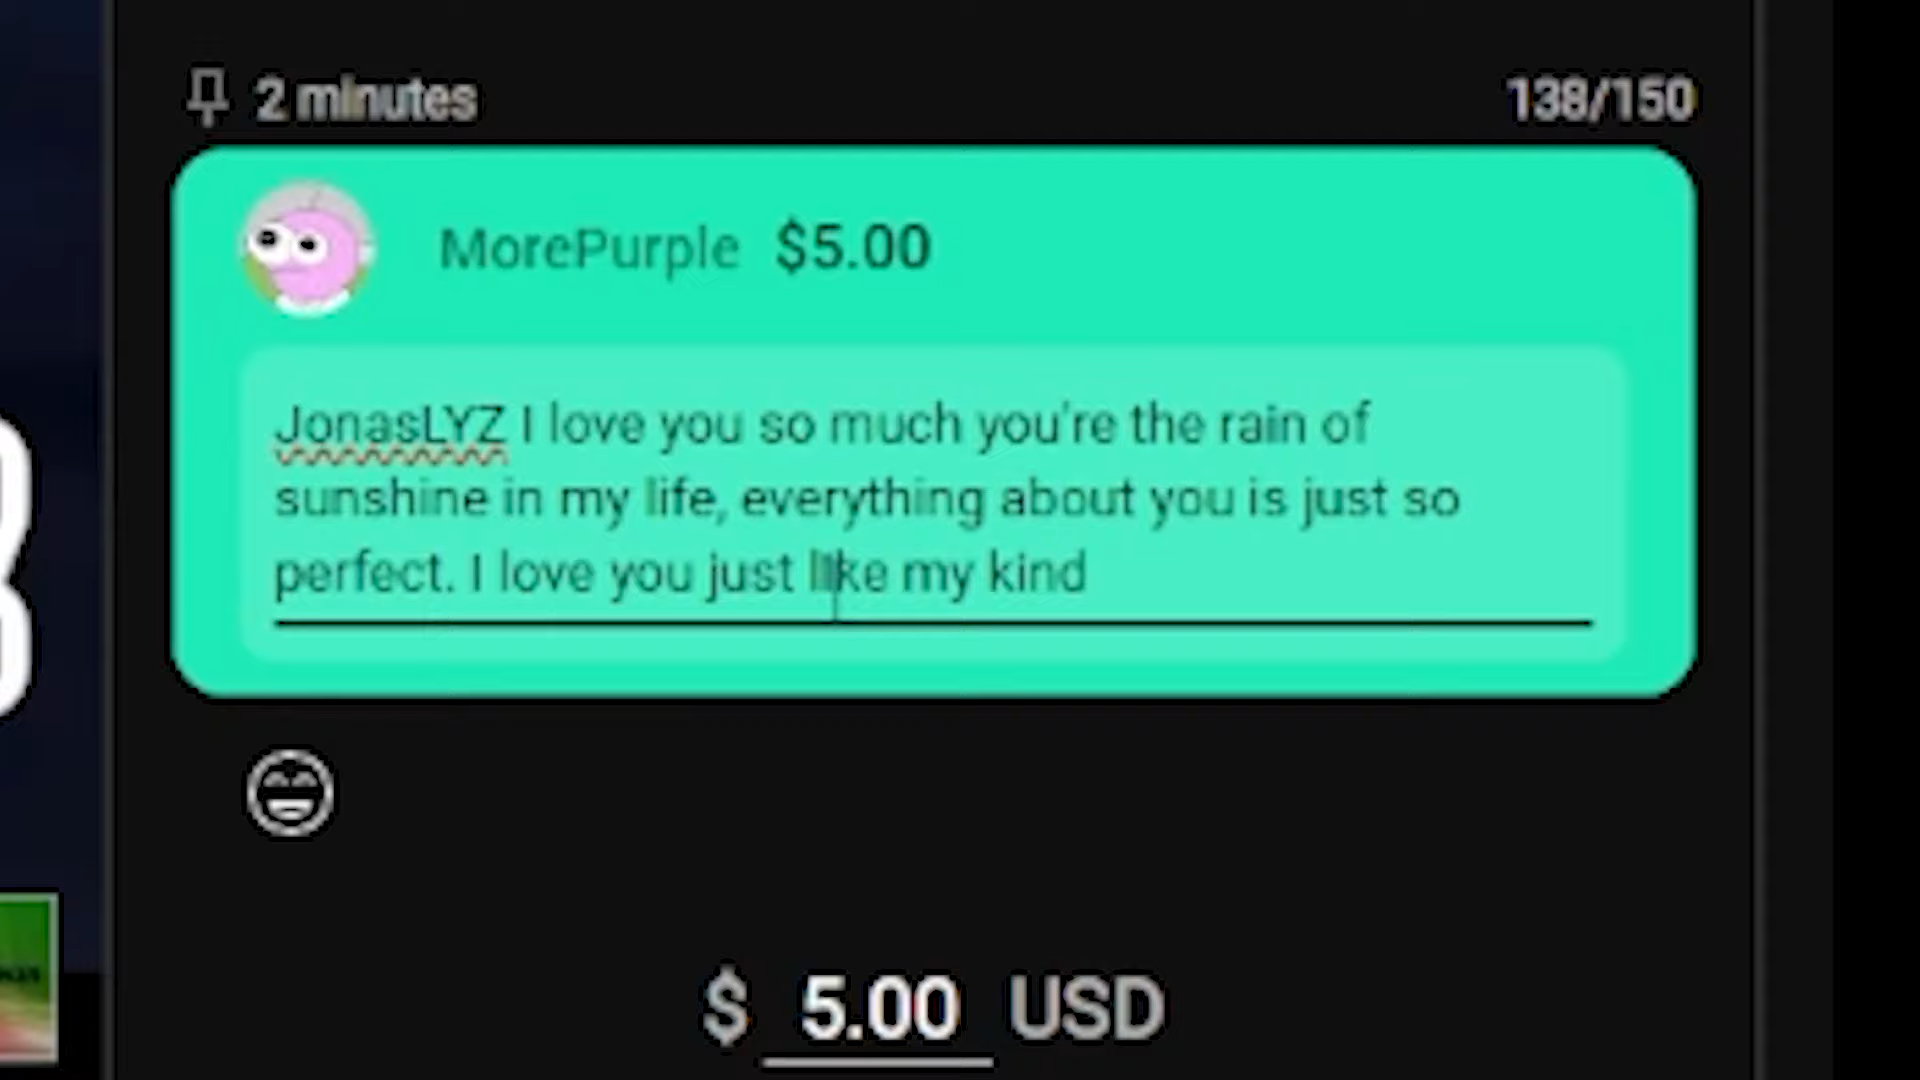 2 minutes
138/150
MorePurple $5.00
JonasLYZ I love you so much you're the rain of
sunshine in my life, everything about you is just so
perfect. I love you just like my kind
$ 5.00 USD